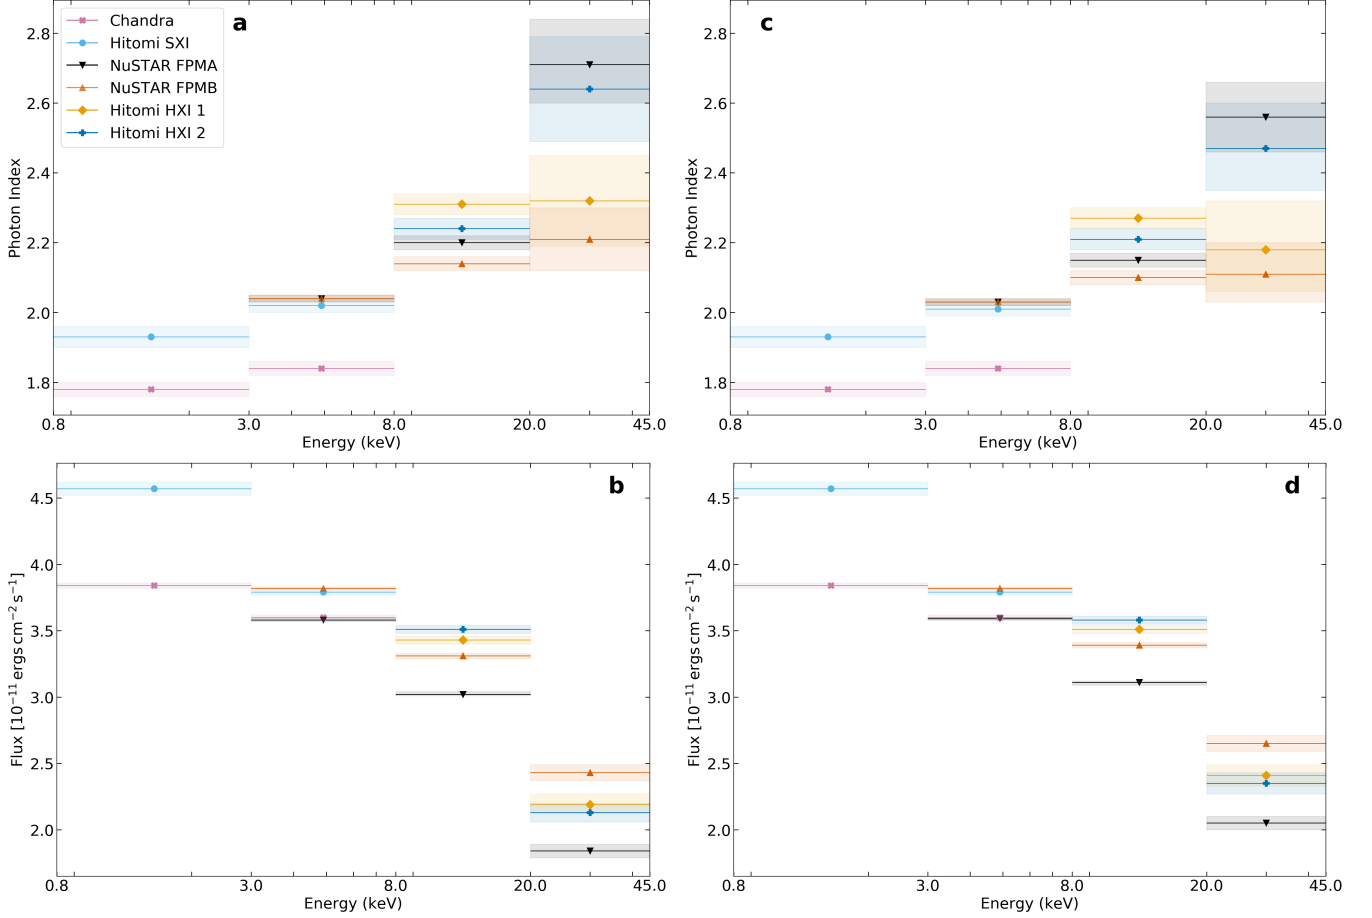 a
Chandra
Hitomi SXI
NuSTAR FPMA
NuSTAR FPMB
Hitomi HXI 1
Hitomi HXI 2
2.8
2.6
2.4
2.2
2.0
1.8
Photon Index
0.8 3.0 8.0 20.0 45.0
Energy (keV)
c
2.8
2.6
2.4
2.2
2.0
1.8
Photon Index
0.8 3.0 8.0 20.0 45.0
Energy (keV)
b
4.5
4.0
3.5
3.0
2.5
2.0
Flux [10⁻¹¹ ergs cm⁻² s⁻¹]
0.8 3.0 8.0 20.0 45.0
Energy (keV)
d
4.5
4.0
3.5
3.0
2.5
2.0
Flux [10⁻¹¹ ergs cm⁻² s⁻¹]
0.8 3.0 8.0 20.0 45.0
Energy (keV)